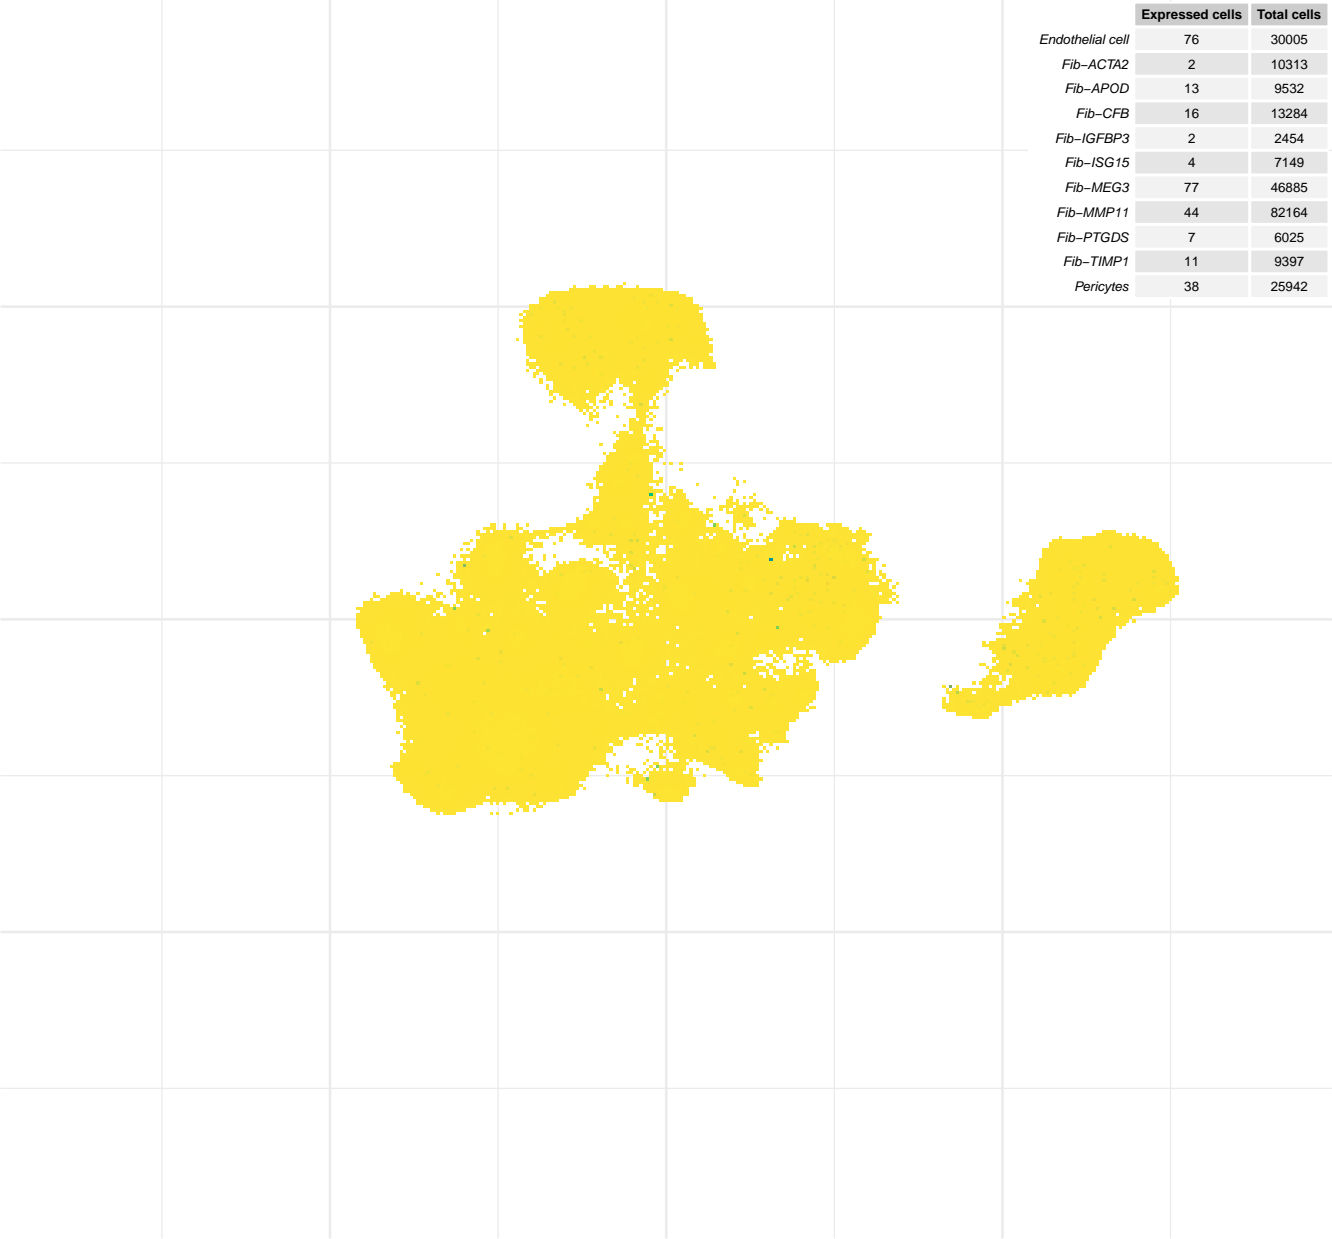 Expressed cells Total cells
Endothelial cell 76 30005
Fib−ACTA2 2 10313
Fib−APOD 13 9532
Fib−CFB 16 13284
Fib−IGFBP3 2 2454
Fib−ISG15 4 7149
Fib−MEG3 77 46885
Fib−MMP11 44 82164
Fib−PTGDS 7 6025
Fib−TIMP1 11 9397
Pericytes 38 25942